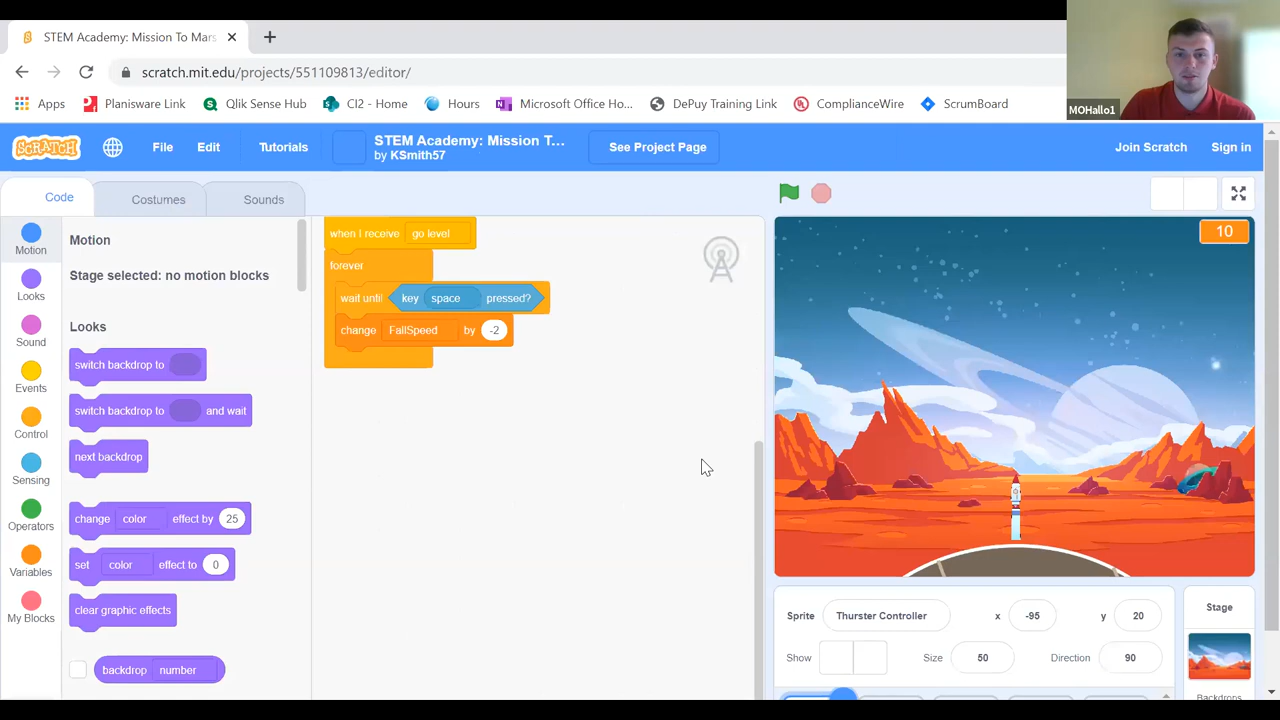 STEM Academy: Mission To Mars
scratch.mit.edu/projects/551109813/editor/
Apps
Planisware Link
Qlik Sense Hub
CI2 - Home
Hours
Microsoft Office Ho...
DePuy Training Link
ComplianceWire
ScrumBoard
MOHallo1
SCRATCH
File
Edit
Tutorials
STEM Academy: Mission T...
by KSmith57
See Project Page
Join Scratch
Sign in
Code
Costumes
Sounds
Motion
Looks
Sound
Events
Control
Sensing
Operators
Variables
My Blocks
Motion
Stage selected: no motion blocks
Looks
switch backdrop to
switch backdrop to and wait
next backdrop
change color effect by 25
set color effect to 0
clear graphic effects
backdrop number
when I receive go level
forever
wait until key space pressed?
change FallSpeed by -2
10
Sprite Thurster Controller x -95 y 20
Show Size 50 Direction 90
Stage
Backdrops